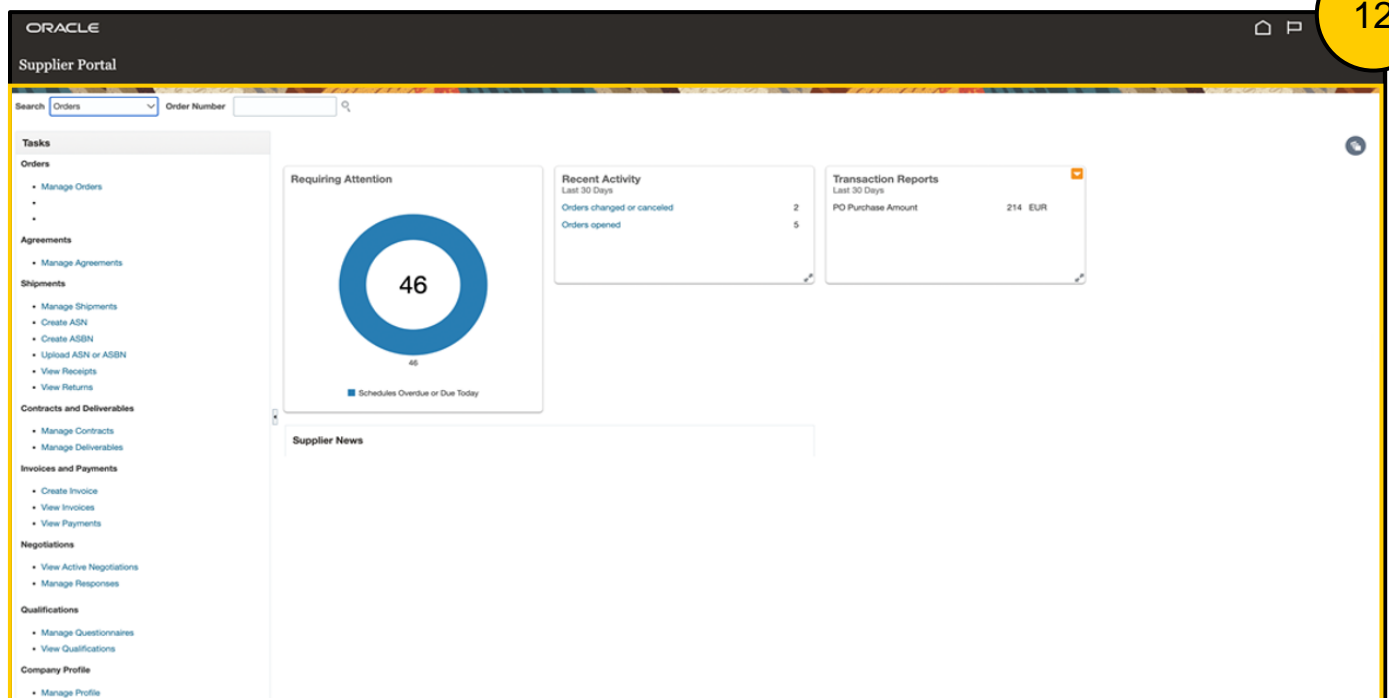 12
ORACLE
Supplier Portal
Search Orders Order Number
Tasks
Orders
• Manage Orders
•
•
Agreements
• Manage Agreements
Shipments
• Manage Shipments
• Create ASN
• Create ASBN
• Upload ASN or ASBN
• View Receipts
• View Returns
Contracts and Deliverables
• Manage Contracts
• Manage Deliverables
Invoices and Payments
• Create Invoice
• View Invoices
• View Payments
Negotiations
• View Active Negotiations
• Manage Responses
Qualifications
• Manage Questionnaires
• View Qualifications
Company Profile
• Manage Profile
Requiring Attention
46
46
Schedules Overdue or Due Today
Recent Activity
Last 30 Days
Orders changed or canceled 2
Orders opened 5
Transaction Reports
Last 30 Days
PO Purchase Amount 214 EUR
Supplier News